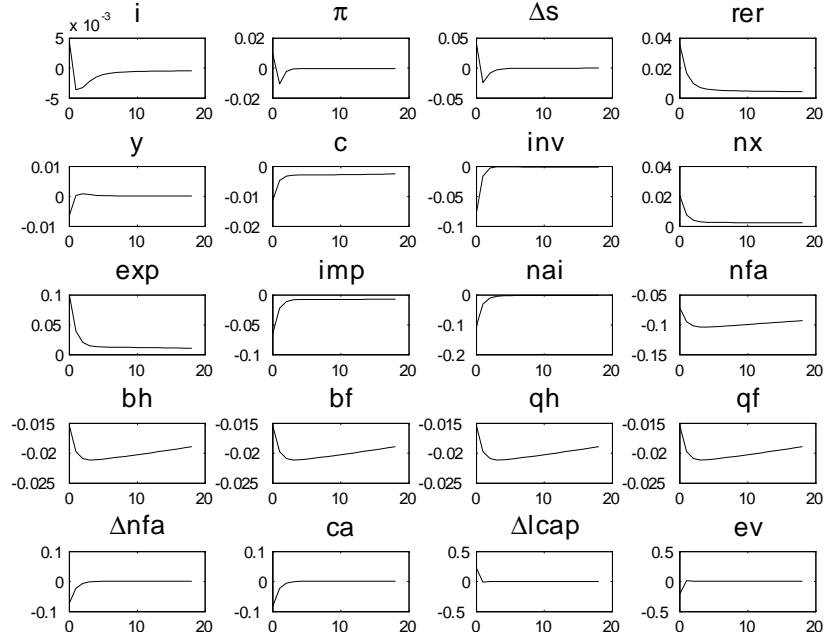 i π Δs rer
x 10^-3
5 0.02 0.05 0.04
0 0 0 0.02
-5 -0.02 -0.05 0
0 10 20 0 10 20 0 10 20 0 10 20
y c inv nx
0.01 0 0 0.04
0 -0.01 -0.05 0.02
-0.01 -0.02 -0.1 0
0 10 20 0 10 20 0 10 20 0 10 20
exp imp nai nfa
0.1 0 0 -0.05
0.05 -0.05 -0.1 -0.1
0 -0.1 -0.2 -0.15
0 10 20 0 10 20 0 10 20 0 10 20
bh bf qh qf
-0.015 -0.015 -0.015 -0.015
-0.02 -0.02 -0.02 -0.02
-0.025 -0.025 -0.025 -0.025
0 10 20 0 10 20 0 10 20 0 10 20
Δnfa ca Δlcap ev
0.1 0.1 0.5 0.5
0 0 0 0
-0.1 -0.1 -0.5 -0.5
0 10 20 0 10 20 0 10 20 0 10 20